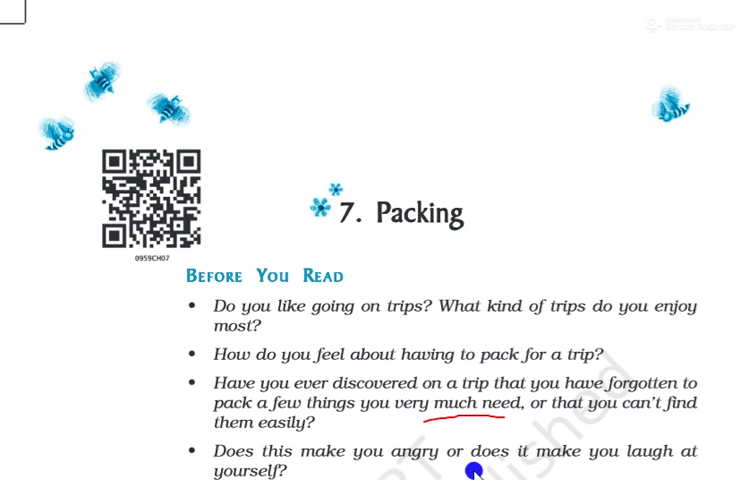 0959CH07
7. Packing
BEFORE YOU READ
• Do you like going on trips? What kind of trips do you enjoy
most?
• How do you feel about having to pack for a trip?
• Have you ever discovered on a trip that you have forgotten to
pack a few things you very much need, or that you can't find
them easily?
• Does this make you angry or does it make you laugh at
yourself?